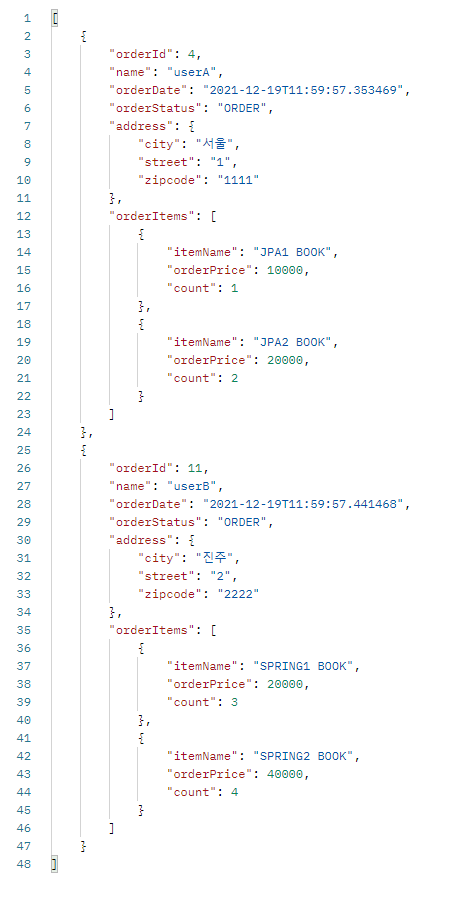 1 [
2     {
3         "orderId": 4,
4         "name": "userA",
5         "orderDate": "2021-12-19T11:59:57.353469",
6         "orderStatus": "ORDER",
7         "address": {
8             "city": "서울",
9             "street": "1",
10             "zipcode": "1111"
11         },
12         "orderItems": [
13             {
14                 "itemName": "JPA1 BOOK",
15                 "orderPrice": 10000,
16                 "count": 1
17             },
18             {
19                 "itemName": "JPA2 BOOK",
20                 "orderPrice": 20000,
21                 "count": 2
22             }
23         ]
24     },
25     {
26         "orderId": 11,
27         "name": "userB",
28         "orderDate": "2021-12-19T11:59:57.441468",
29         "orderStatus": "ORDER",
30         "address": {
31             "city": "진주",
32             "street": "2",
33             "zipcode": "2222"
34         },
35         "orderItems": [
36             {
37                 "itemName": "SPRING1 BOOK",
38                 "orderPrice": 20000,
39                 "count": 3
40             },
41             {
42                 "itemName": "SPRING2 BOOK",
43                 "orderPrice": 40000,
44                 "count": 4
45             }
46         ]
47     }
48 ]